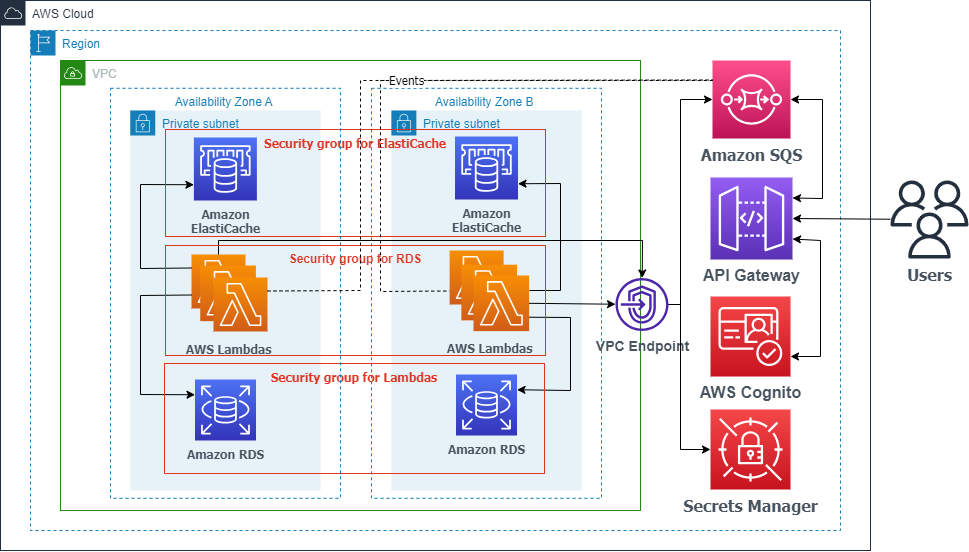 AWS Cloud
Region
VPC
Events
Availability Zone A
Availability Zone B
Private subnet
Private subnet
Security group for ElastiCache
Amazon
ElastiCache
Amazon
ElastiCache
Security group for RDS
AWS Lambdas
AWS Lambdas
Security group for Lambdas
Amazon RDS
Amazon RDS
VPC Endpoint
Amazon SQS
API Gateway
AWS Cognito
Secrets Manager
Users